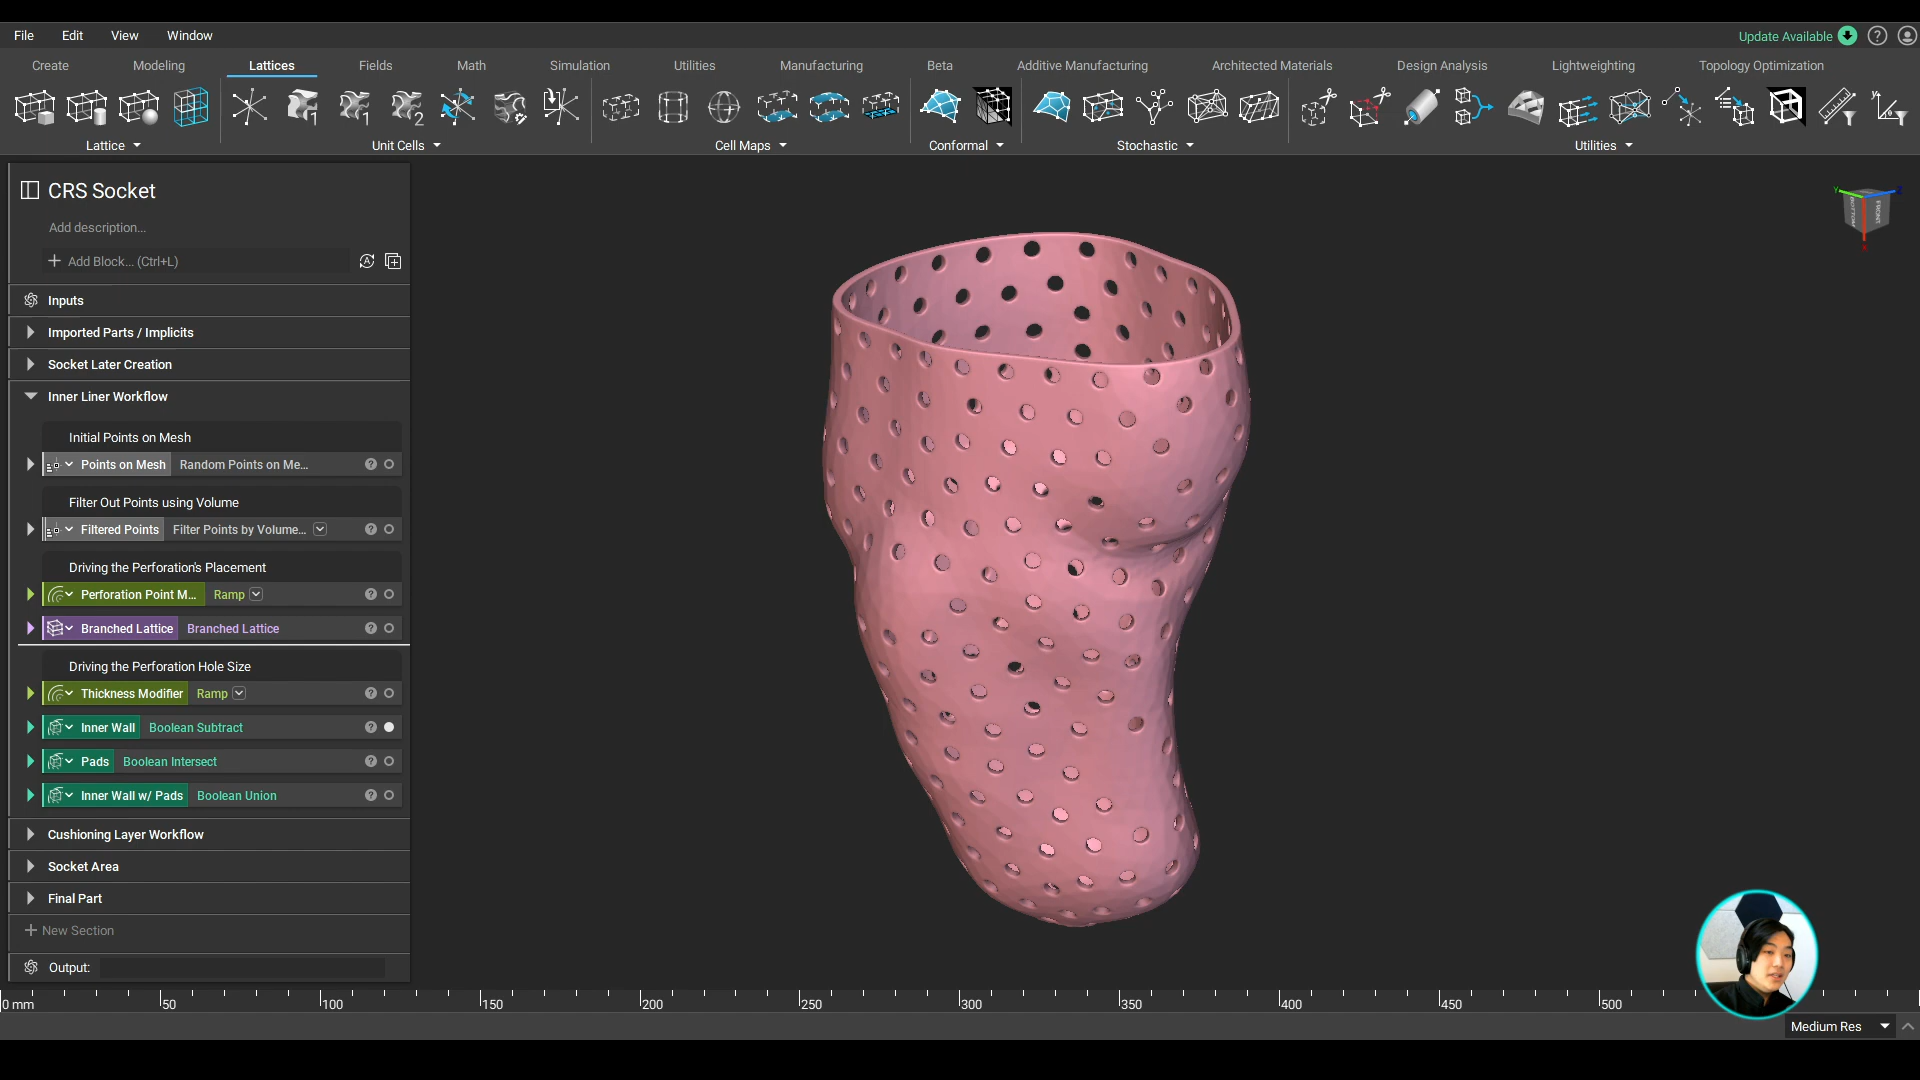 File Edit View Window Update Available
Create Modeling Lattices Fields Math Simulation Utilities Manufacturing Beta Additive Manufacturing Architected Materials Design Analysis Lightweighting Topology Optimization
Lattice Unit Cells Cell Maps Conformal Stochastic Utilities
CRS Socket
Add description...
Add Block... (Ctrl+L)
Inputs
Imported Parts / Implicits
Socket Later Creation
Inner Liner Workflow
Initial Points on Mesh
Points on Mesh Random Points on Me...
Filter Out Points using Volume
Filtered Points Filter Points by Volume...
Driving the Perforation's Placement
Perforation Point M... Ramp
Branched Lattice Branched Lattice
Driving the Perforation Hole Size
Thickness Modifier Ramp
Inner Wall Boolean Subtract
Pads Boolean Intersect
Inner Wall w/ Pads Boolean Union
Cushioning Layer Workflow
Socket Area
Final Part
+ New Section
Output:
0 mm 50 100 150 200 250 300 350 400 450 500
Medium Res